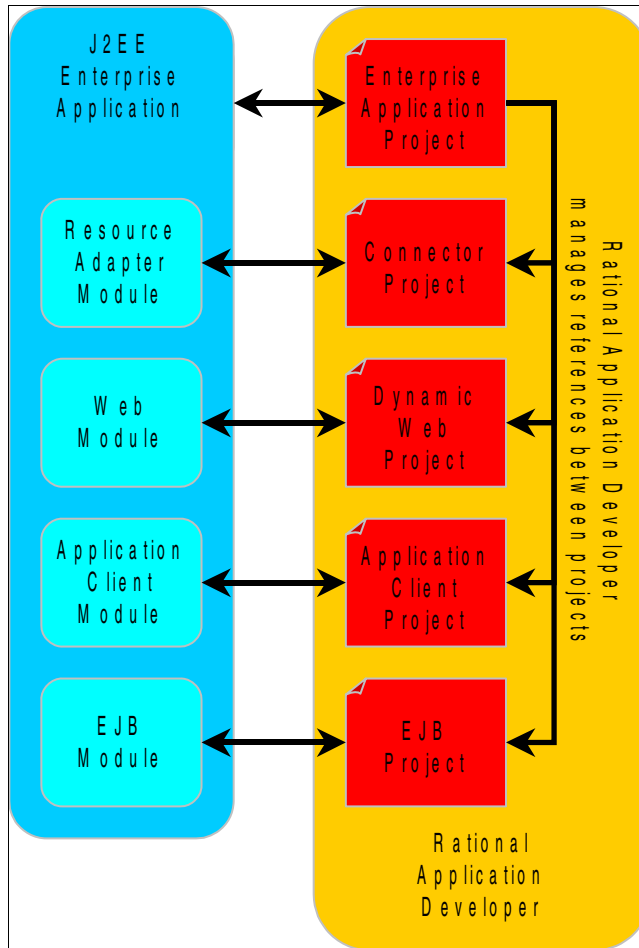 J2EE
Enterprise
Application
Resource
Adapter
Module
Web
Module
Application
Client
Module
EJB
Module
Enterprise
Application
Project
Connector
Project
Dynamic
Web
Project
Application
Client
Project
EJB
Project
Rational Application Developer
manages references between projects
Rational
Application
Developer